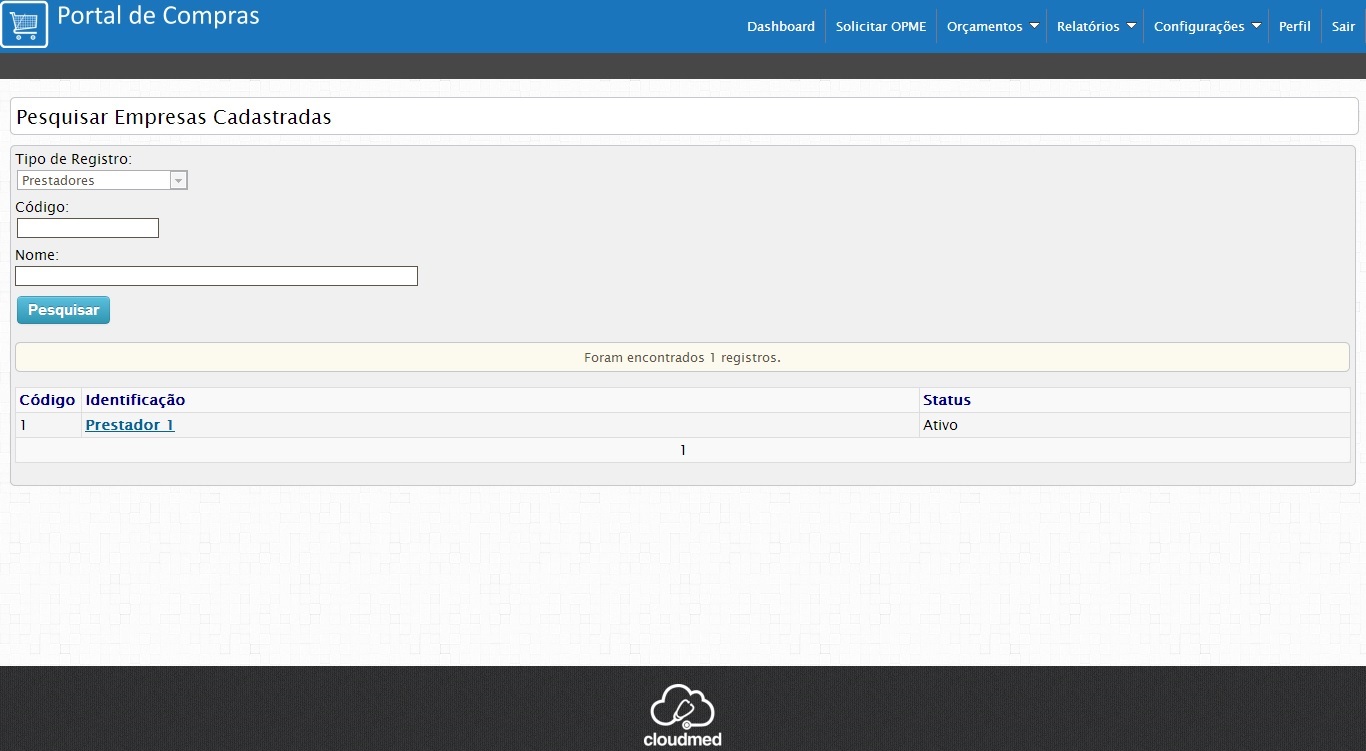 Portal de Compras
Dashboard Solicitar OPME Orçamentos Relatórios Configurações Perfil Sair
Pesquisar Empresas Cadastradas
Tipo de Registro:
Prestadores
Código:
Nome:
Pesquisar
Foram encontrados 1 registros.
Código Identificação Status
1 Prestador 1 Ativo
1
cloudmed